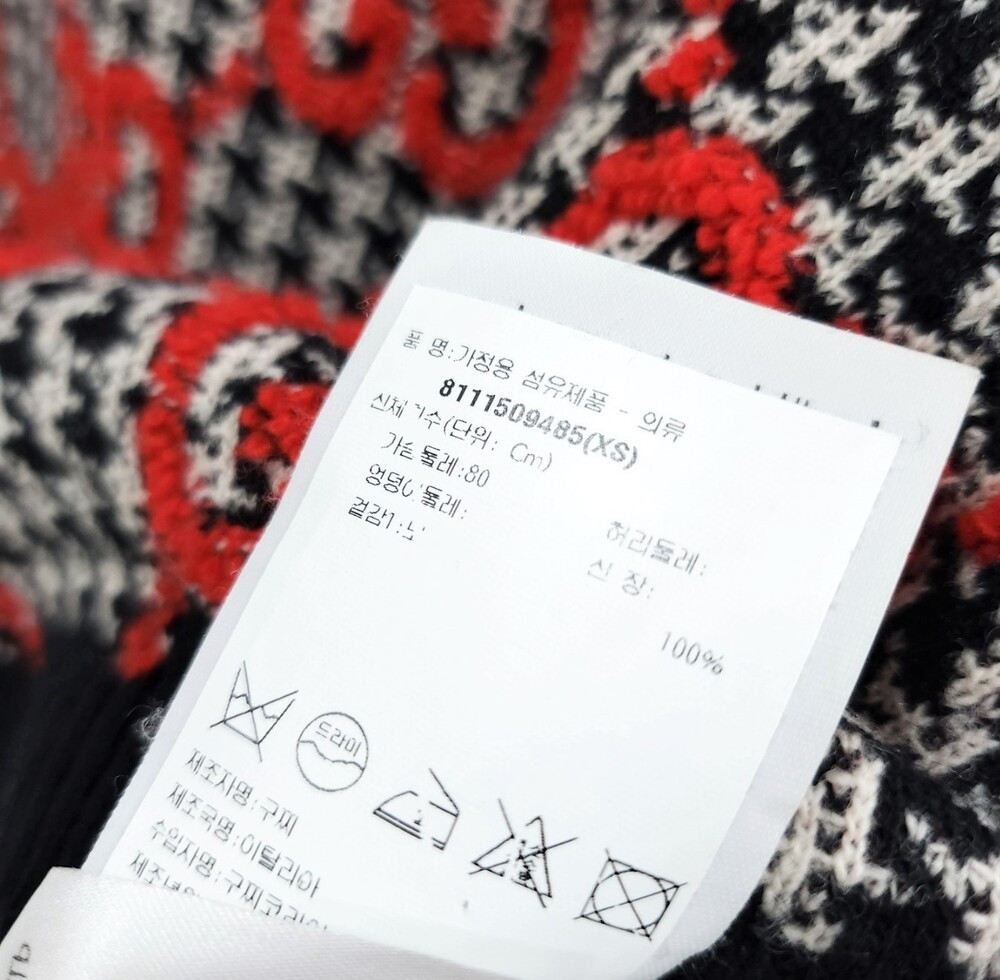 품 명:가정용 섬유제품 - 의류
8111509485(XS)
신체치수(단위: Cm)
가슴둘레:80
허리둘레:
엉덩이둘레:
신 장:
겉감1:
100%
드라이
제조자명:구찌
제조국명:이탈리아
수입자명:구찌코리아